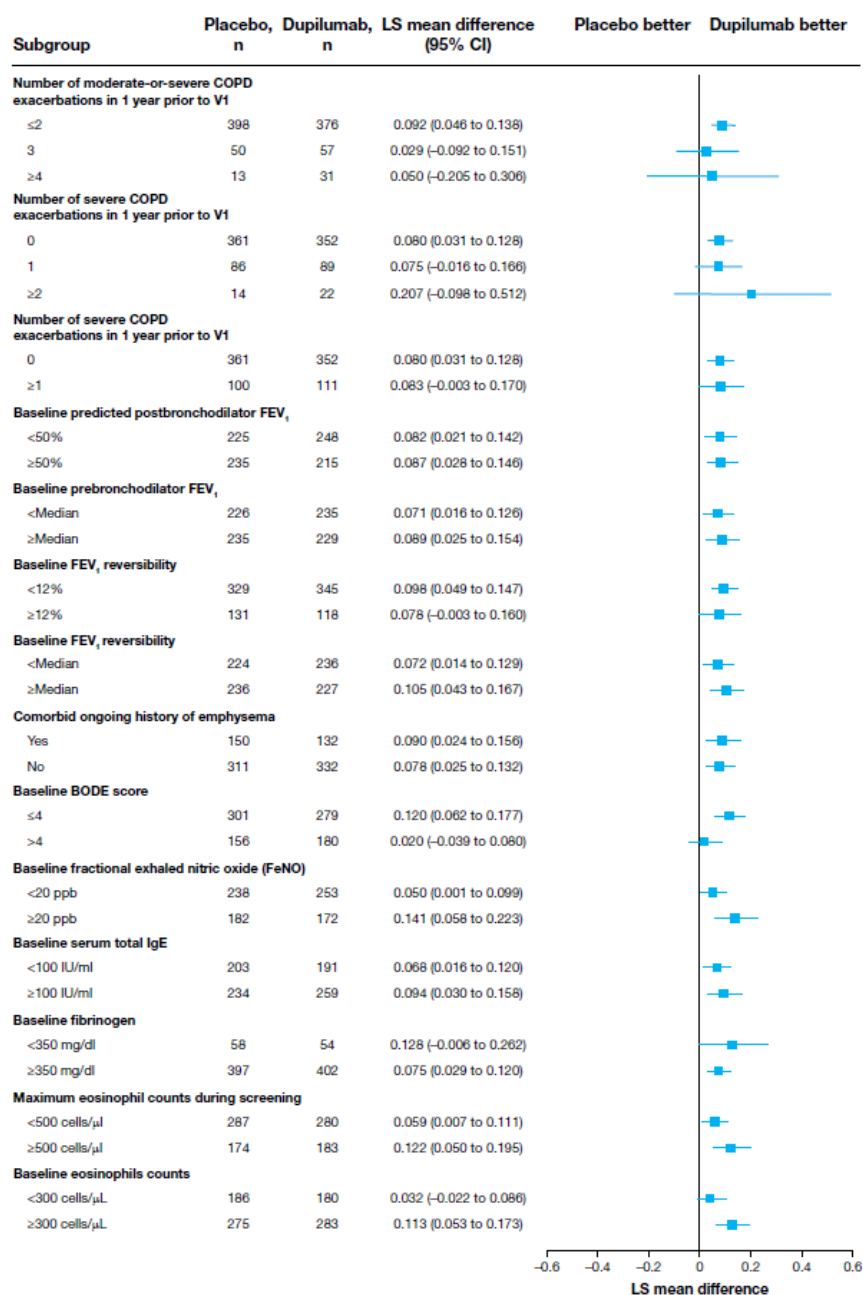 Subgroup Placebo, n Dupilumab, n LS mean difference (95% CI) Placebo better Dupilumab better
Number of moderate-or-severe COPD
exacerbations in 1 year prior to V1
≤2 398 376 0.092 (0.046 to 0.138)
3 50 57 0.029 (–0.092 to 0.151)
≥4 13 31 0.050 (–0.205 to 0.306)
Number of severe COPD
exacerbations in 1 year prior to V1
0 361 352 0.080 (0.031 to 0.128)
1 86 89 0.075 (–0.016 to 0.166)
≥2 14 22 0.207 (–0.098 to 0.512)
Number of severe COPD
exacerbations in 1 year prior to V1
0 361 352 0.080 (0.031 to 0.128)
≥1 100 111 0.083 (–0.003 to 0.170)
Baseline predicted postbronchodilator FEV₁
<50% 225 248 0.082 (0.021 to 0.142)
≥50% 235 215 0.087 (0.028 to 0.146)
Baseline prebronchodilator FEV₁
<Median 226 235 0.071 (0.016 to 0.126)
≥Median 235 229 0.089 (0.025 to 0.154)
Baseline FEV₁ reversibility
<12% 329 345 0.098 (0.049 to 0.147)
≥12% 131 118 0.078 (–0.003 to 0.160)
Baseline FEV₁ reversibility
<Median 224 236 0.072 (0.014 to 0.129)
≥Median 236 227 0.105 (0.043 to 0.167)
Comorbid ongoing history of emphysema
Yes 150 132 0.090 (0.024 to 0.156)
No 311 332 0.078 (0.025 to 0.132)
Baseline BODE score
≤4 301 279 0.120 (0.062 to 0.177)
>4 156 180 0.020 (–0.039 to 0.080)
Baseline fractional exhaled nitric oxide (FeNO)
<20 ppb 238 253 0.050 (0.001 to 0.099)
≥20 ppb 182 172 0.141 (0.058 to 0.223)
Baseline serum total IgE
<100 IU/ml 203 191 0.068 (0.016 to 0.120)
≥100 IU/ml 234 259 0.094 (0.030 to 0.158)
Baseline fibrinogen
<350 mg/dl 58 54 0.128 (–0.006 to 0.262)
≥350 mg/dl 397 402 0.075 (0.029 to 0.120)
Maximum eosinophil counts during screening
<500 cells/μl 287 280 0.059 (0.007 to 0.111)
≥500 cells/μl 174 183 0.122 (0.050 to 0.195)
Baseline eosinophils counts
<300 cells/μL 186 180 0.032 (–0.022 to 0.086)
≥300 cells/μL 275 283 0.113 (0.053 to 0.173)
–0.6 –0.4 –0.2 0 0.2 0.4 0.6
LS mean difference